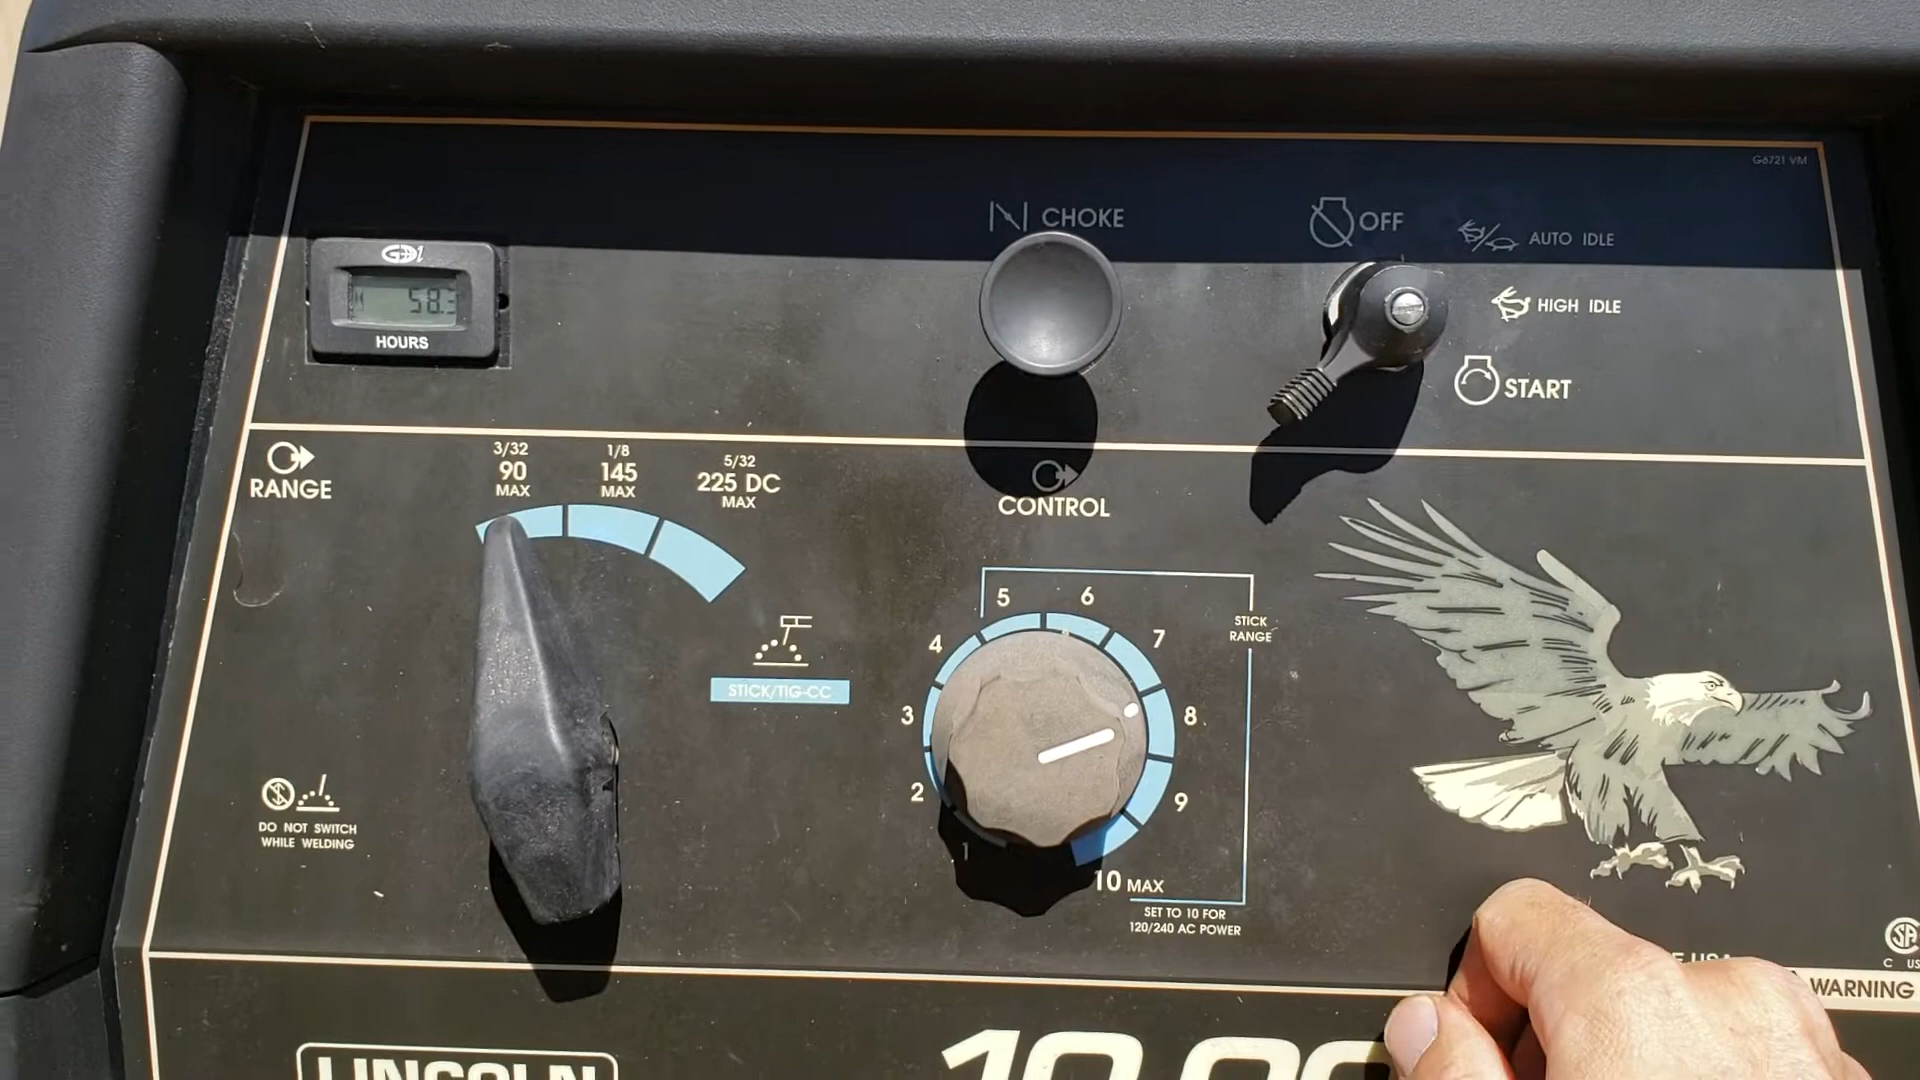 G6721 VM
CHOKE
OFF
AUTO IDLE
HIGH IDLE
START
58.
HOURS
RANGE
3/32
90
MAX
1/8
145
MAX
5/32
225 DC
MAX
CONTROL
5
6
4
7
3
8
2
9
1
10 MAX
STICK
RANGE
STICK/TIG-CC
DO NOT SWITCH
WHILE WELDING
SET TO 10 FOR
120/240 AC POWER
USA
C US
WARNING
LINCOLN